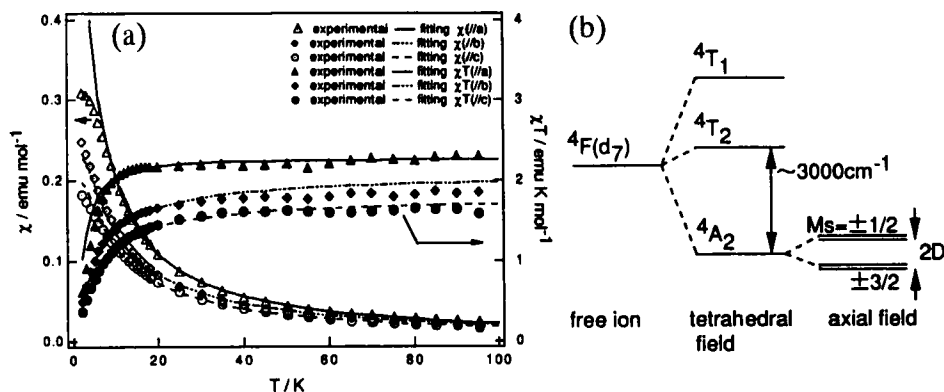 (a)
0.4
0.3
0.2
0.1
0.0
χ / emu mol⁻¹
0
20
40
60
80
100
T / K
4
3
2
1
0
χT / emu K mol⁻¹
△ experimental — fitting χ(//a)
◇ experimental fitting χ(//b)
○ experimental --- fitting χ(//c)
▲ experimental — fitting χT(//a)
◆ experimental fitting χT(//b)
● experimental --- fitting χT(//c)
(b)
⁴T₁
⁴T₂
⁴F(d₇)
~3000cm⁻¹
⁴A₂
Ms=±1/2
2D
±3/2
free ion
tetrahedral
field
axial field